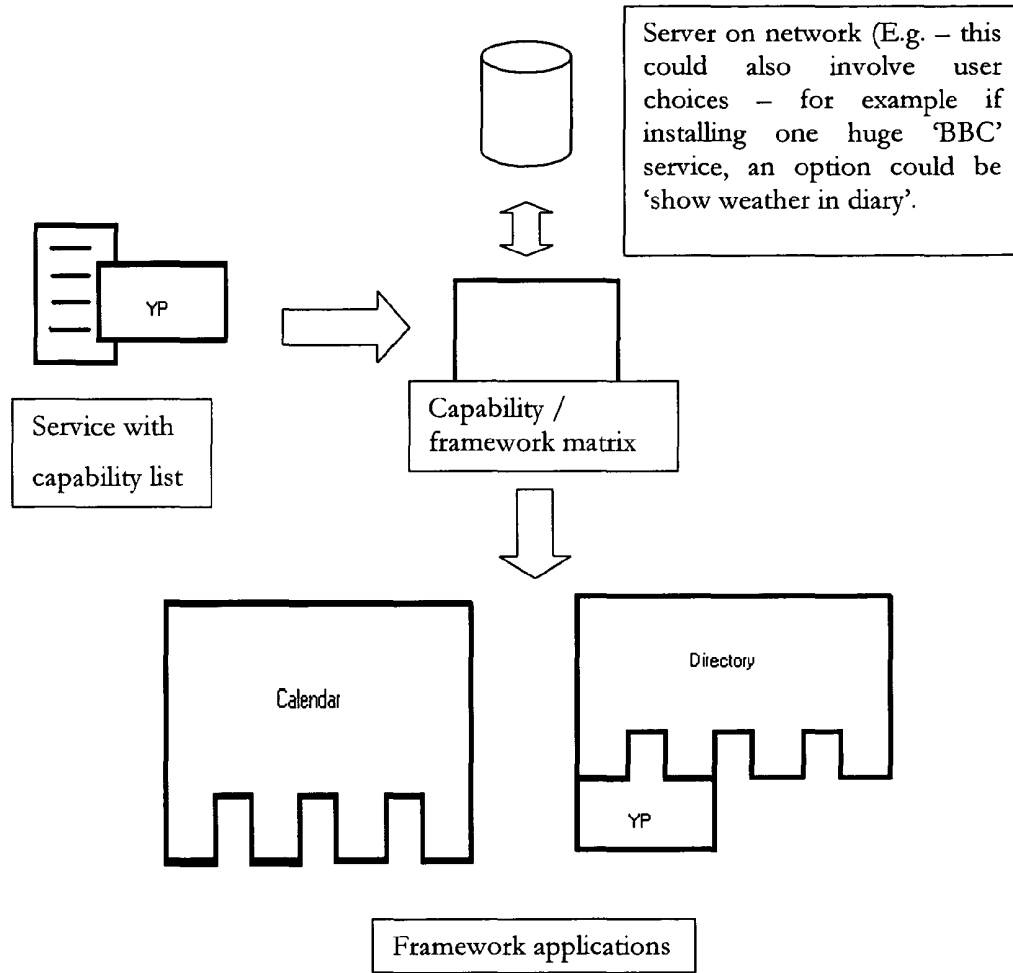 Server on network (E.g. – this
could also involve user
choices – for example if
installing one huge 'BBC'
service, an option could be
'show weather in diary'.
YP
Service with
capability list
Capability /
framework matrix
Calendar
Directory
YP
Framework applications